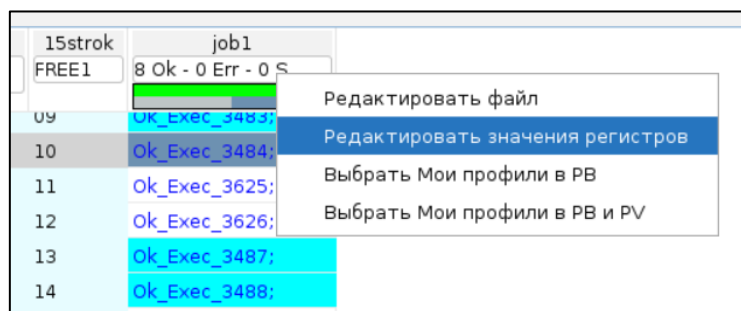 15strok job1
FREE1 8 Ok - 0 Err - 0 S
Редактировать файл
09 Ok_Exec_3483;
Редактировать значения регистров
10 Ok_Exec_3484;
Выбрать Мои профили в PB
11 Ok_Exec_3625;
Выбрать Мои профили в PB и PV
12 Ok_Exec_3626;
13 Ok_Exec_3487;
14 Ok_Exec_3488;